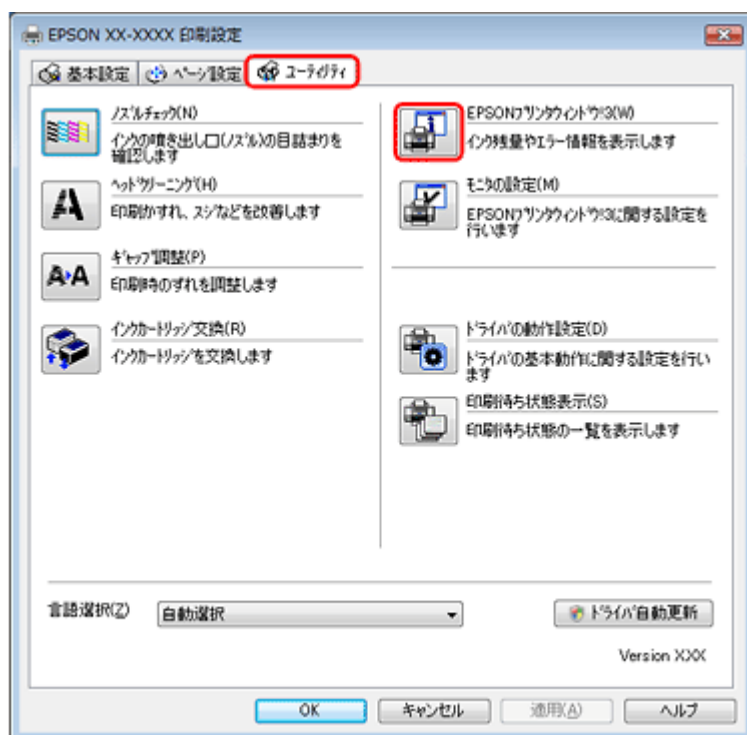 EPSON XX-XXXX 印刷設定
基本設定
ページ設定
ユーティリティ
ノズルチェック(N)
インクの噴き出し口(ノズル)の目詰まりを
確認します
ヘッドクリーニング(H)
印刷かすれ、スジなどを改善します
ギャップ調整(P)
印刷時のずれを調整します
インクカートリッジ交換(R)
インクカートリッジを交換します
EPSONプリンタウィンドウ!3(W)
インク残量やエラー情報を表示します
モニタの設定(M)
EPSONプリンタウィンドウ!3に関する設定を
行います
ドライバの動作設定(D)
ドライバの基本動作に関する設定を行い
ます
印刷待ち状態表示(S)
印刷待ち状態の一覧を表示します
言語選択(Z)
自動選択
ドライバ自動更新
Version XXX
OK
キャンセル
適用(A)
ヘルプ